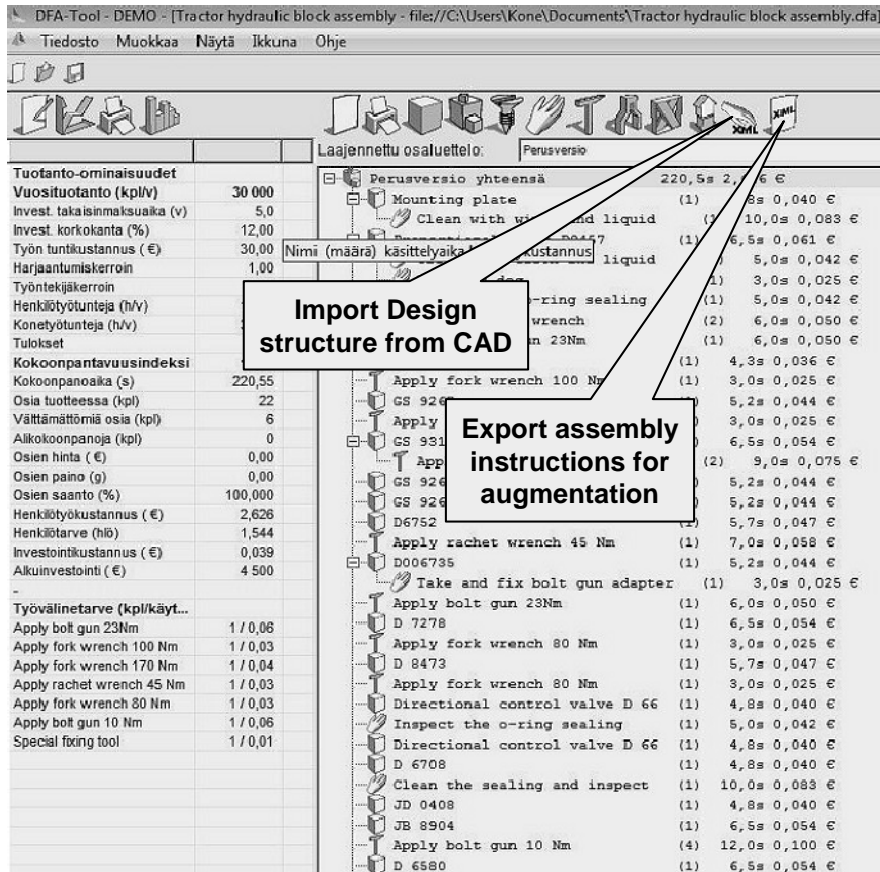 DFA-Tool - DEMO - [Tractor hydraulic block assembly - file://C:\Users\Kone\Documents\Tractor hydraulic block assembly.dfa]
Tiedosto Muokkaa Näytä Ikkuna Ohje
XML XML
Laajennettu osaluettelo: Perusversio
Tuotanto-ominaisuudet
Vuosituotanto (kpl/v) 30 000
Invest. takaisinmaksuaika (v) 5,0
Invest. korkokanta (%) 12,00
Työn tuntikustannus (€) 30,00
Harjaantumiskerroin 1,00
Työntekijäkerroin
Henkilötyötunteja (h/v)
Konetyötunteja (h/v)
Tulokset
Kokoonpantavuusindeksi
Kokoonpanoaika (s) 220,55
Osia tuotteessa (kpl) 22
Välttämättömiä osia (kpl) 6
Alikokoonpanoja (kpl) 0
Osien hinta (€) 0,00
Osien paino (g) 0,00
Osien saanto (%) 100,000
Henkilötyökustannus (€) 2,626
Henkilötarve (hlö) 1,544
Investointikustannus (€) 0,039
Alkuinvestointi (€) 4 500
-
Työvälinetarve (kpl/käyt...
Apply bolt gun 23Nm 1 / 0,06
Apply fork wrench 100 Nm 1 / 0,03
Apply fork wrench 170 Nm 1 / 0,04
Apply rachet wrench 45 Nm 1 / 0,03
Apply fork wrench 80 Nm 1 / 0,03
Apply bolt gun 10 Nm 1 / 0,06
Special fixing tool 1 / 0,01
Perusversio yhteensä 220,5s €
Mounting plate (1) 0,040 €
Clean with and liquid 10,0s 0,083 €
(1) 6,5s 0,061 €
Nimi (määrä) käsittelyaika
liquid 5,0s 0,042 €
3,0s 0,025 €
o-ring sealing (1) 5,0s 0,042 €
wrench (2) 6,0s 0,050 €
23Nm (1) 6,0s 0,050 €
(1) 4,3s 0,036 €
Apply fork wrench 100 Nm (1) 3,0s 0,025 €
GS 5,2s 0,044 €
Apply 3,0s 0,025 €
GS 931 6,5s 0,054 €
(2) 9,0s 0,075 €
GS 926 5,2s 0,044 €
GS 926 5,2s 0,044 €
D6752 (1) 5,7s 0,047 €
Apply rachet wrench 45 Nm (1) 7,0s 0,058 €
D006735 (1) 5,2s 0,044 €
Take and fix bolt gun adapter (1) 3,0s 0,025 €
Apply bolt gun 23Nm (1) 6,0s 0,050 €
D 7278 (1) 6,5s 0,054 €
Apply fork wrench 80 Nm (1) 3,0s 0,025 €
D 8473 (1) 5,7s 0,047 €
Apply fork wrench 80 Nm (1) 3,0s 0,025 €
Directional control valve D 66 (1) 4,8s 0,040 €
Inspect the o-ring sealing (1) 5,0s 0,042 €
Directional control valve D 66 (1) 4,8s 0,040 €
D 6708 (1) 4,8s 0,040 €
Clean the sealing and inspect (1) 10,0s 0,083 €
JD 0408 (1) 4,8s 0,040 €
JB 8904 (1) 6,5s 0,054 €
Apply bolt gun 10 Nm (4) 12,0s 0,100 €
D 6580 (1) 6,5s 0,054 €
Import Design
structure from CAD
Export assembly
instructions for
augmentation